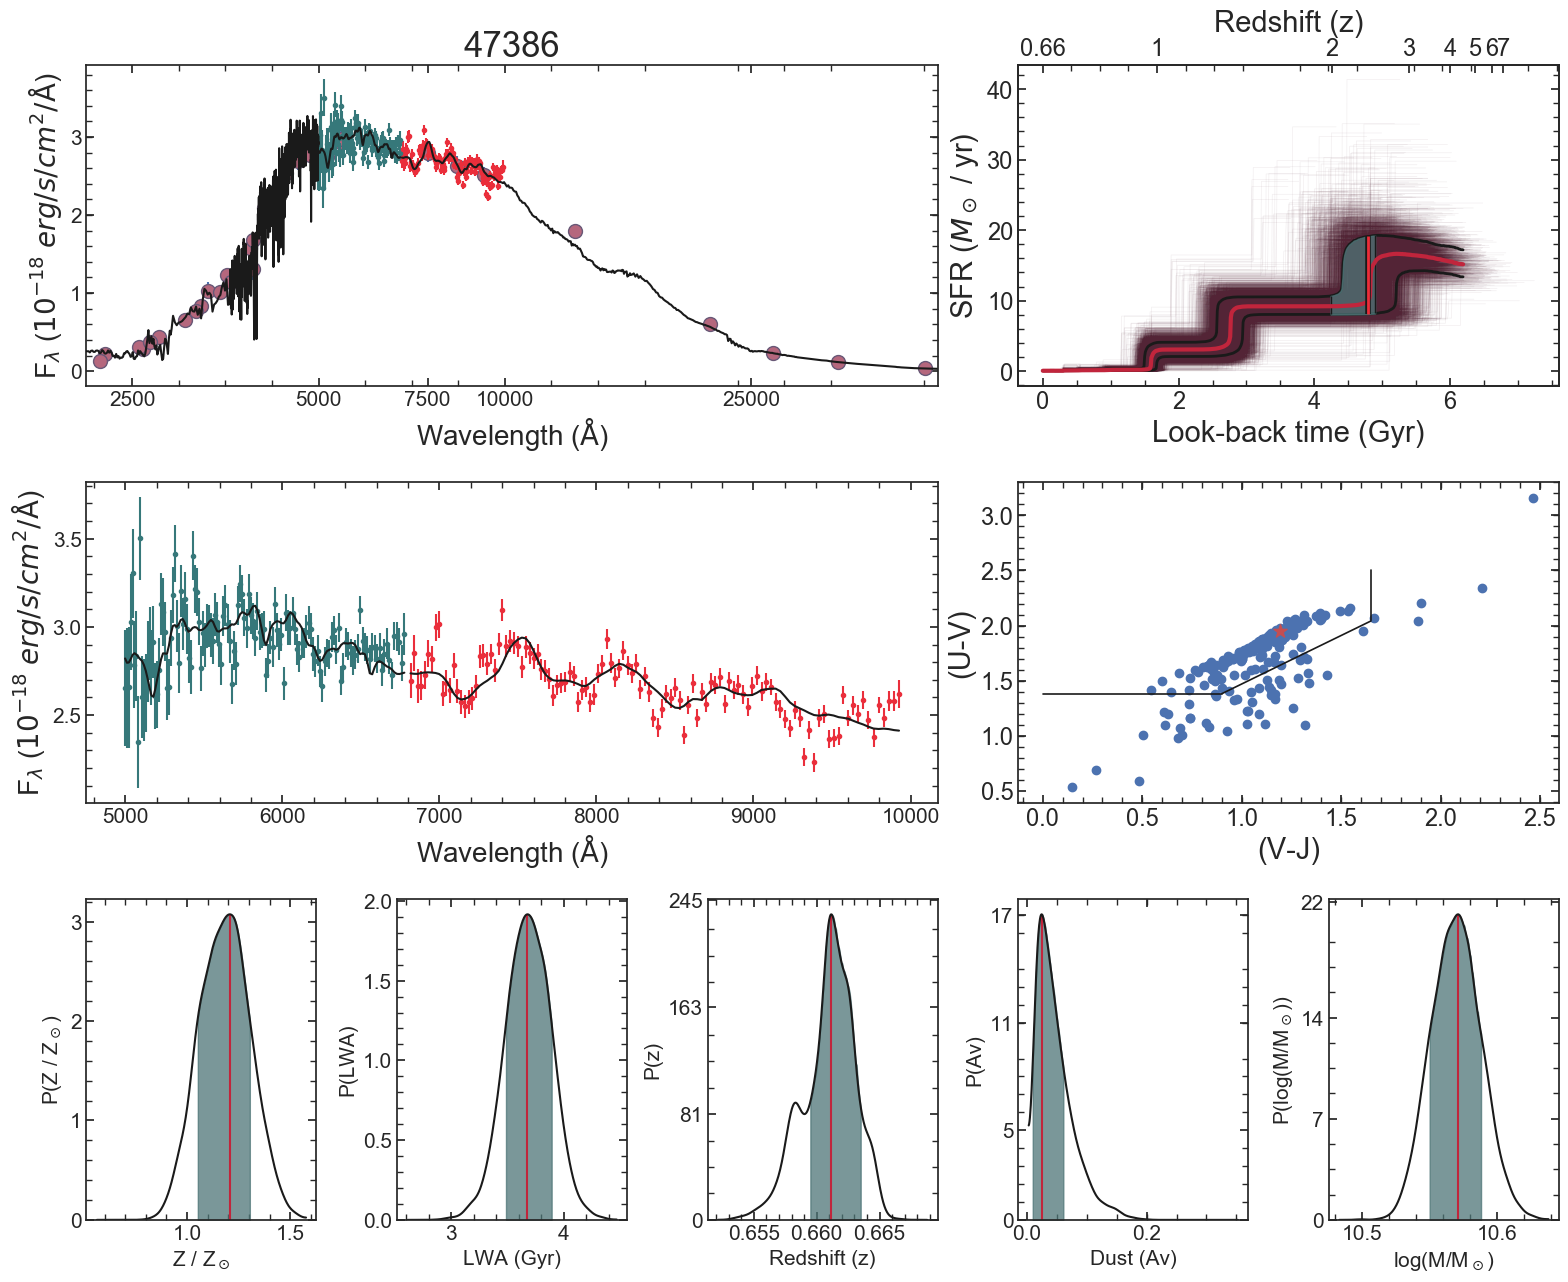 47386
F_λ (10^{-18} erg/s/cm^2/Å)
3
2
1
0
2500 5000 7500 10000 25000
Wavelength (Å)
Redshift (z)
0.66 1 2 3 4 5 6 7
SFR (M_⊙ / yr)
40
30
20
10
0
0 2 4 6
Look-back time (Gyr)
F_λ (10^{-18} erg/s/cm^2/Å)
3.5
3.0
2.5
5000 6000 7000 8000 9000 10000
Wavelength (Å)
(U-V)
3.0
2.5
2.0
1.5
1.0
0.5
0.0 0.5 1.0 1.5 2.0 2.5
(V-J)
P(Z / Z_⊙)
3
2
1
0
1.0 1.5
Z / Z_⊙
P(LWA)
2.0
1.5
1.0
0.5
0.0
3 4
LWA (Gyr)
P(z)
245
163
81
0
0.655 0.660 0.665
Redshift (z)
P(Av)
17
11
5
0
0.0 0.2
Dust (Av)
P(log(M/M_⊙))
22
14
7
0
10.5 10.6
log(M/M_⊙)